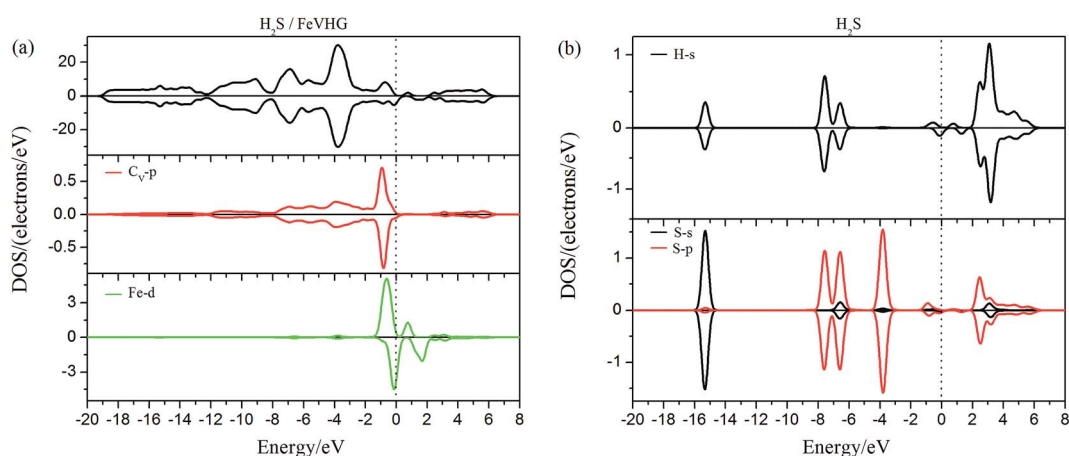 (a)
H₂S / FeVHG
20
10
0
-10
-20
C_V-p
0.5
0.0
-0.5
Fe-d
3
0
-3
-20 -18 -16 -14 -12 -10 -8 -6 -4 -2 0 2 4 6 8
Energy/eV
DOS/(electrons/eV)
(b)
H₂S
1
0
-1
H-s
S-s
S-p
1
0
-1
-20 -18 -16 -14 -12 -10 -8 -6 -4 -2 0 2 4 6 8
Energy/eV
DOS/(electrons/eV)